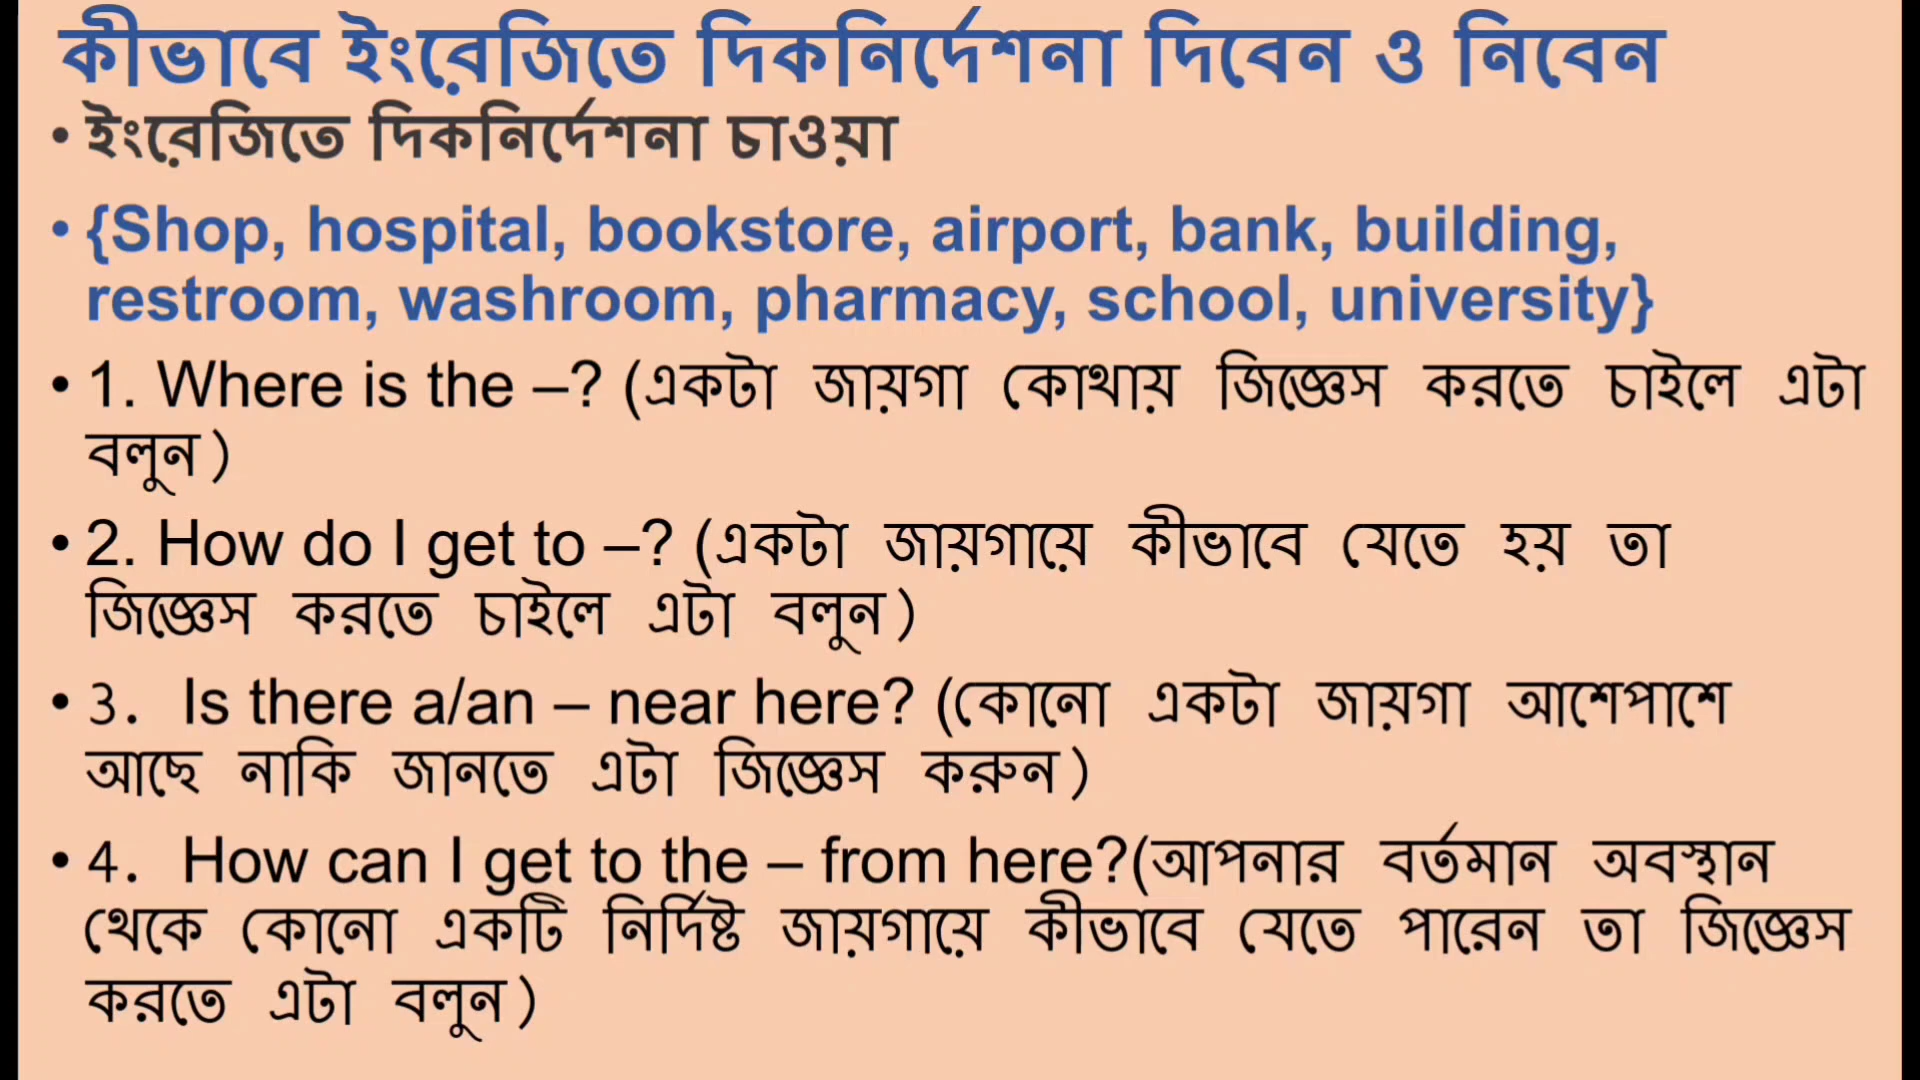 কীভাবে ইংরেজিতে দিকনির্দেশনা দিবেন ও নিবেন
• ইংরেজিতে দিকনির্দেশনা চাওয়া
• {Shop, hospital, bookstore, airport, bank, building,
restroom, washroom, pharmacy, school, university}
• 1. Where is the –? (একটা জায়গা কোথায় জিজ্ঞেস করতে চাইলে এটা
বলুন)
• 2. How do I get to –? (একটা জায়গায়ে কীভাবে যেতে হয় তা
জিজ্ঞেস করতে চাইলে এটা বলুন)
• 3. Is there a/an – near here? (কোনো একটা জায়গা আশেপাশে
আছে নাকি জানতে এটা জিজ্ঞেস করুন)
• 4. How can I get to the – from here?(আপনার বর্তমান অবস্থান
থেকে কোনো একটি নির্দিষ্ট জায়গায়ে কীভাবে যেতে পারেন তা জিজ্ঞেস
করতে এটা বলুন)